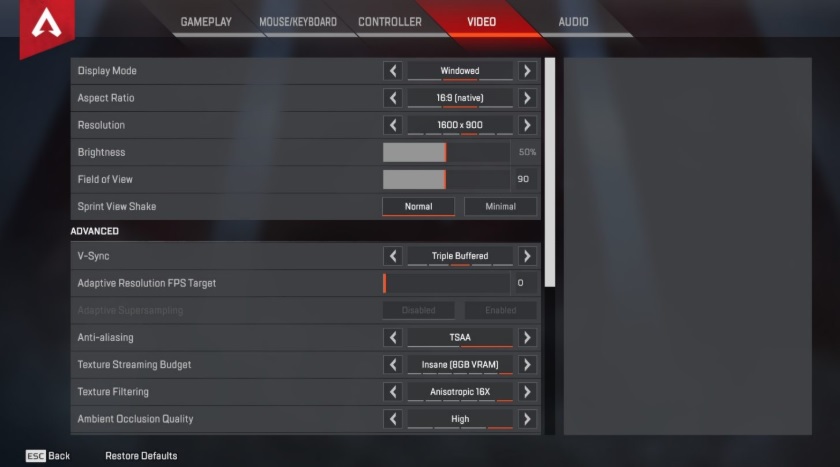 GAMEPLAY MOUSE/KEYBOARD CONTROLLER VIDEO AUDIO
Display Mode Windowed
Aspect Ratio 16:9 (native)
Resolution 1600 x 900
Brightness 50%
Field of View 90
Sprint View Shake Normal Minimal
ADVANCED
V-Sync Triple Buffered
Adaptive Resolution FPS Target 0
Adaptive Supersampling Disabled Enabled
Anti-aliasing TSAA
Texture Streaming Budget Insane (8GB VRAM)
Texture Filtering Anisotropic 16X
Ambient Occlusion Quality High
ESC Back Restore Defaults